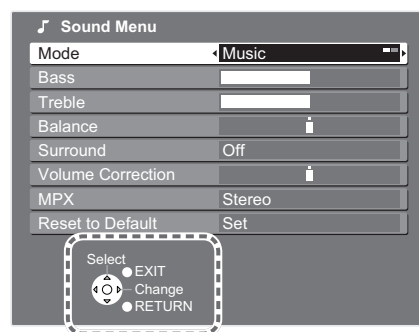 Sound Menu
Mode Music
Bass
Treble
Balance
Surround Off
Volume Correction
MPX Stereo
Reset to Default Set
Select
EXIT
Change
RETURN